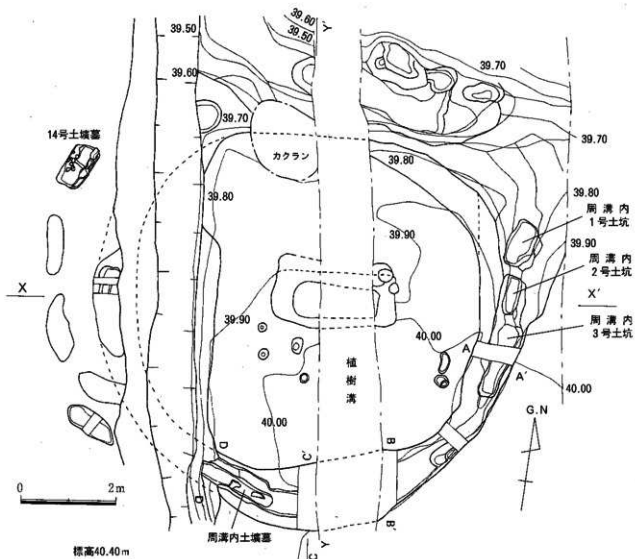 39.60
39.50
Y'
39.50
39.60
39.70
39.70
39.70
14号土壙墓
カクラン
39.80
39.80
39.80
周溝内
1号土坑
39.90
39.90
周溝内
2号土坑
X
X'
39.90
周溝内
3号土坑
40.00
A
A'
植樹溝
40.00
40.00
G.N
D
C'
B
0 2m
D'
周溝内土壙墓
B'
標高40.40m
C
Y